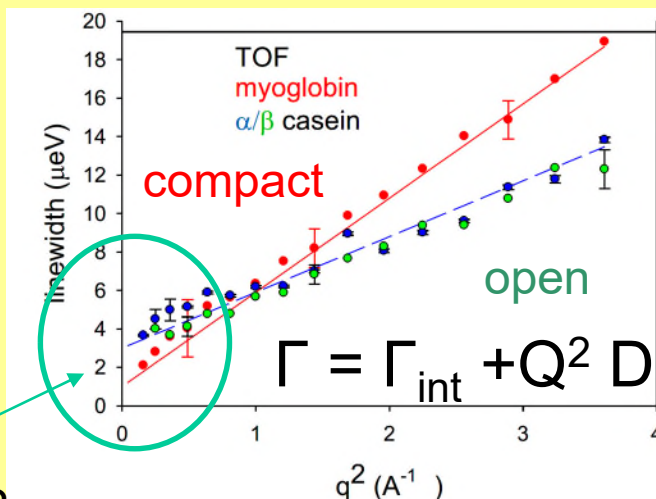 20
18
16
14
12
10
8
6
4
2
0
linewidth (μeV)
TOF
myoglobin
α/β casein
compact
open
Γ = Γint +Q² D
0
1
2
3
4
q² (A⁻¹ )